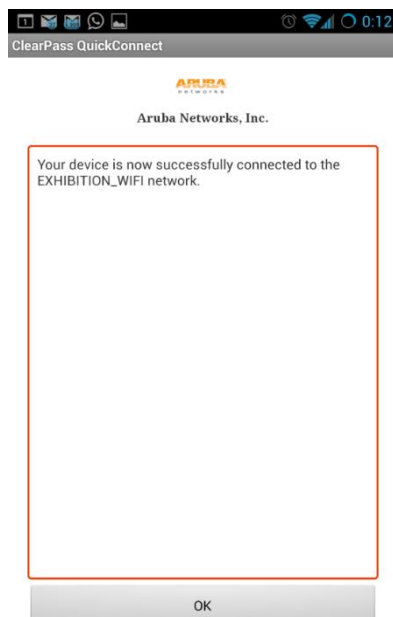 1
0:12
ClearPass QuickConnect
ARUBA
networks
Aruba Networks, Inc.
Your device is now successfully connected to the
EXHIBITION_WIFI network.
OK